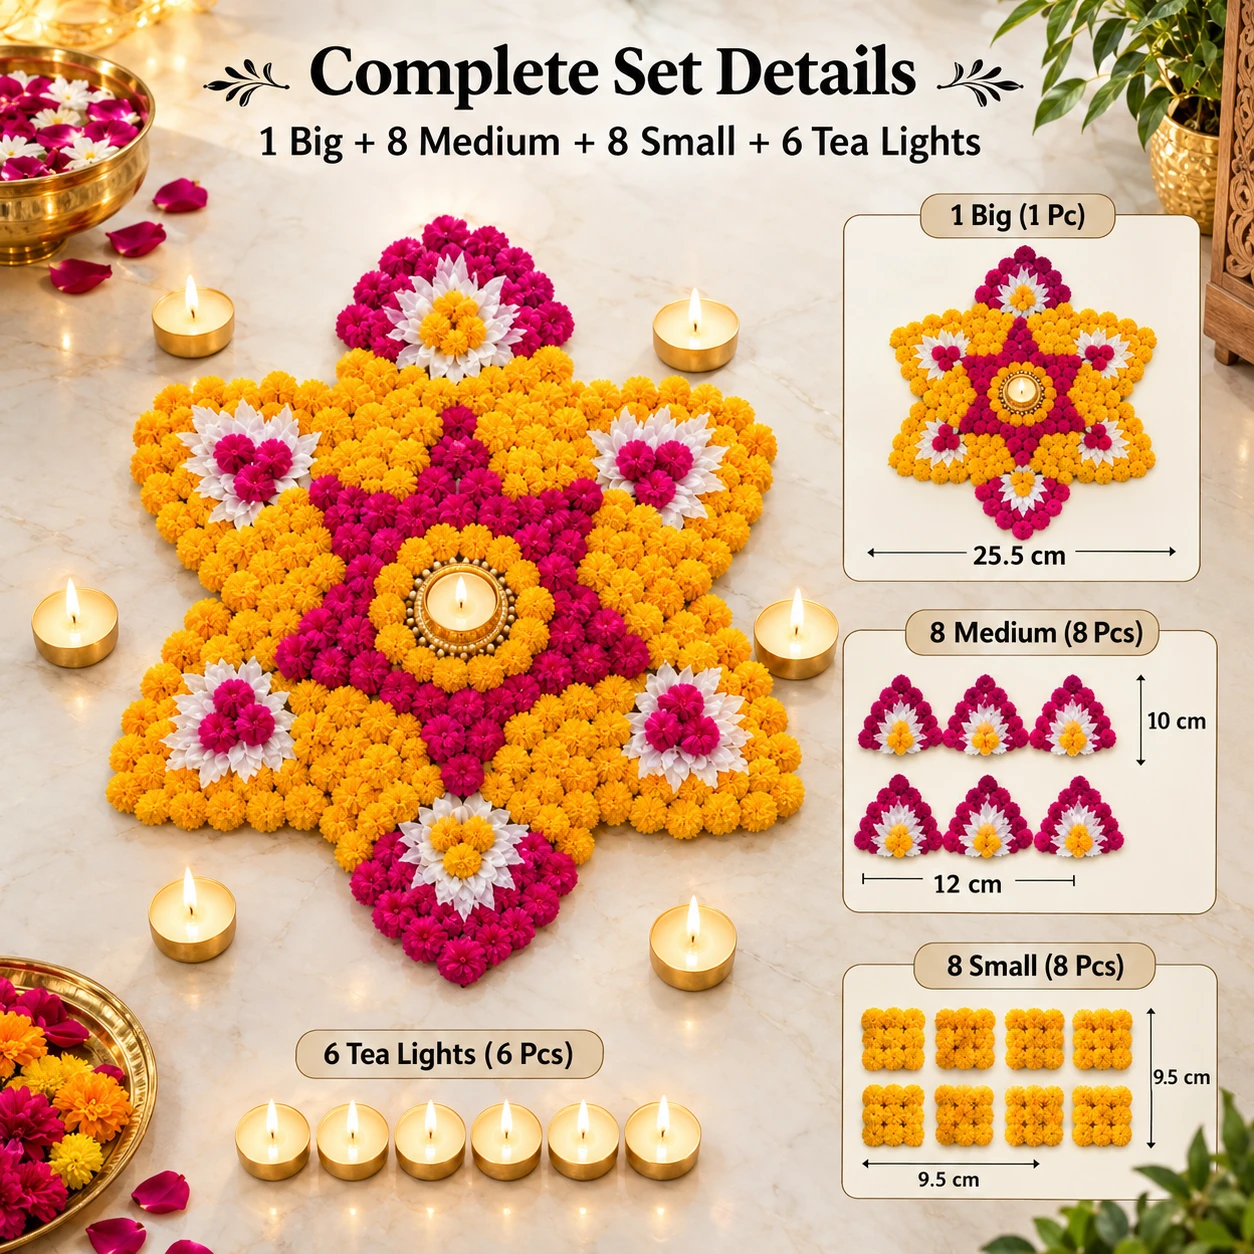 Complete Set Details
1 Big + 8 Medium + 8 Small + 6 Tea Lights
1 Big (1 Pc)
25.5 cm
8 Medium (8 Pcs)
10 cm
12 cm
8 Small (8 Pcs)
9.5 cm
9.5 cm
6 Tea Lights (6 Pcs)